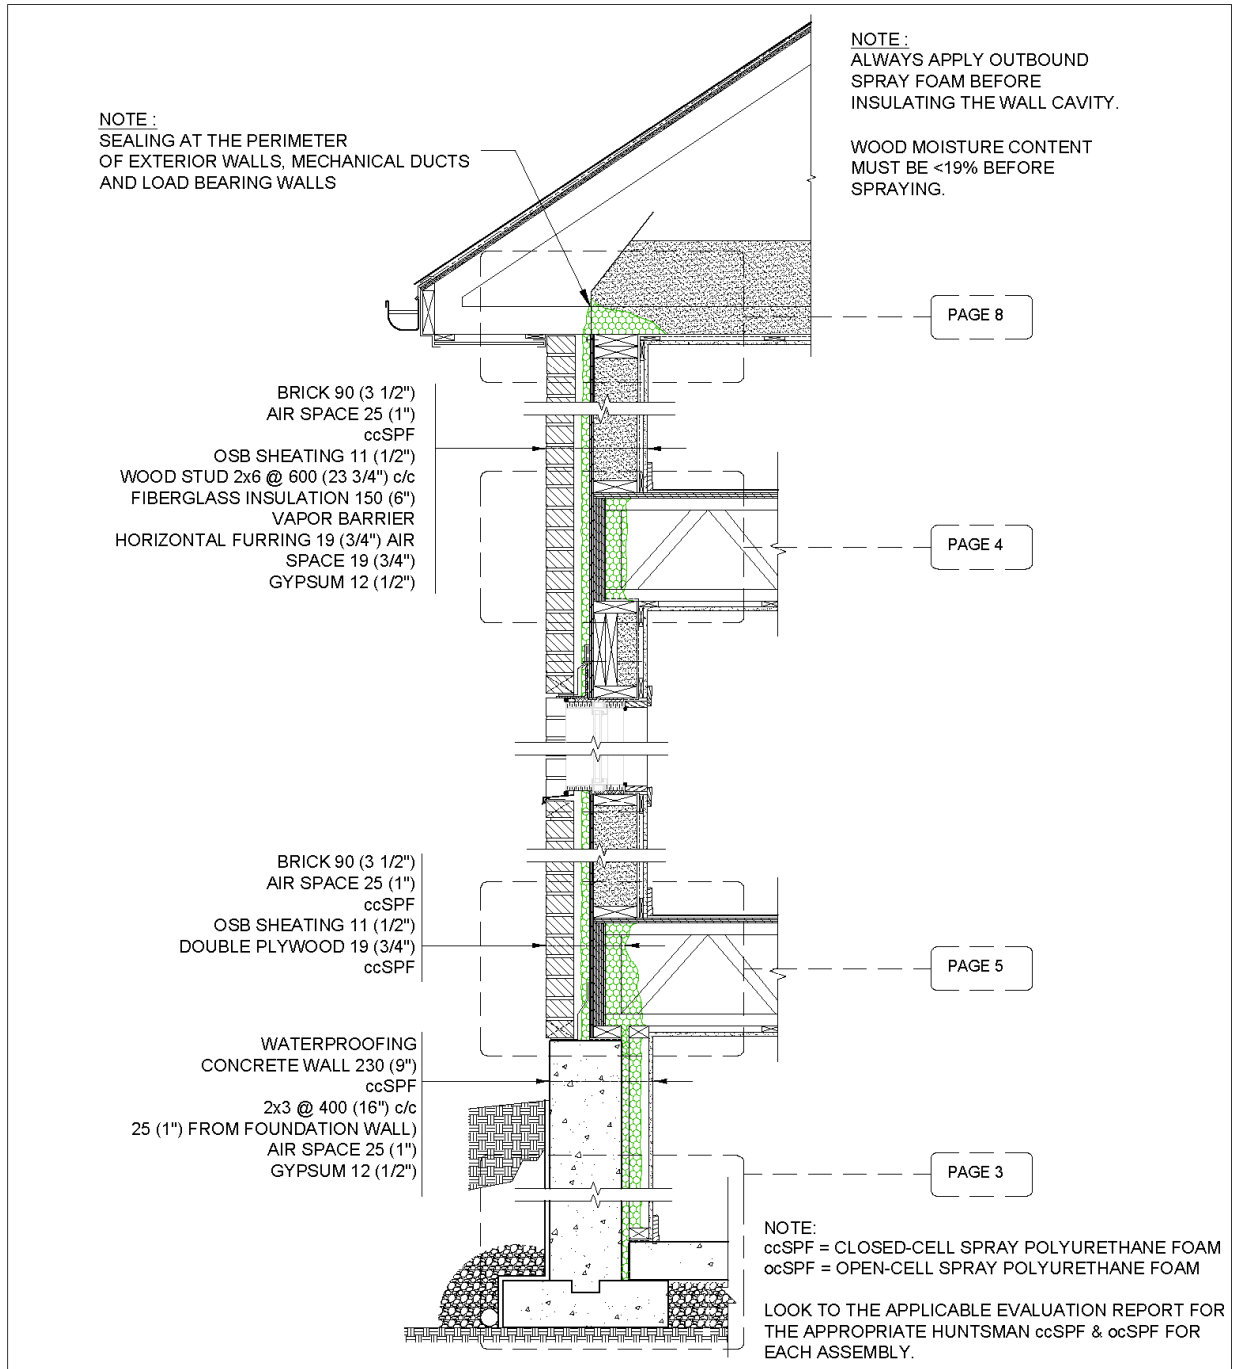 NOTE :
ALWAYS APPLY OUTBOUND
SPRAY FOAM BEFORE
INSULATING THE WALL CAVITY.
WOOD MOISTURE CONTENT
MUST BE <19% BEFORE
SPRAYING.
NOTE :
SEALING AT THE PERIMETER
OF EXTERIOR WALLS, MECHANICAL DUCTS
AND LOAD BEARING WALLS
PAGE 8
BRICK 90 (3 1/2")
AIR SPACE 25 (1")
ccSPF
OSB SHEATING 11 (1/2")
WOOD STUD 2x6 @ 600 (23 3/4") c/c
FIBERGLASS INSULATION 150 (6")
VAPOR BARRIER
HORIZONTAL FURRING 19 (3/4") AIR
SPACE 19 (3/4")
GYPSUM 12 (1/2")
PAGE 4
BRICK 90 (3 1/2")
AIR SPACE 25 (1")
ccSPF
OSB SHEATING 11 (1/2")
DOUBLE PLYWOOD 19 (3/4")
ccSPF
PAGE 5
WATERPROOFING
CONCRETE WALL 230 (9")
ccSPF
2x3 @ 400 (16") c/c
25 (1") FROM FOUNDATION WALL)
AIR SPACE 25 (1")
GYPSUM 12 (1/2")
PAGE 3
NOTE:
ccSPF = CLOSED-CELL SPRAY POLYURETHANE FOAM
ocSPF = OPEN-CELL SPRAY POLYURETHANE FOAM
LOOK TO THE APPLICABLE EVALUATION REPORT FOR
THE APPROPRIATE HUNTSMAN ccSPF & ocSPF FOR
EACH ASSEMBLY.